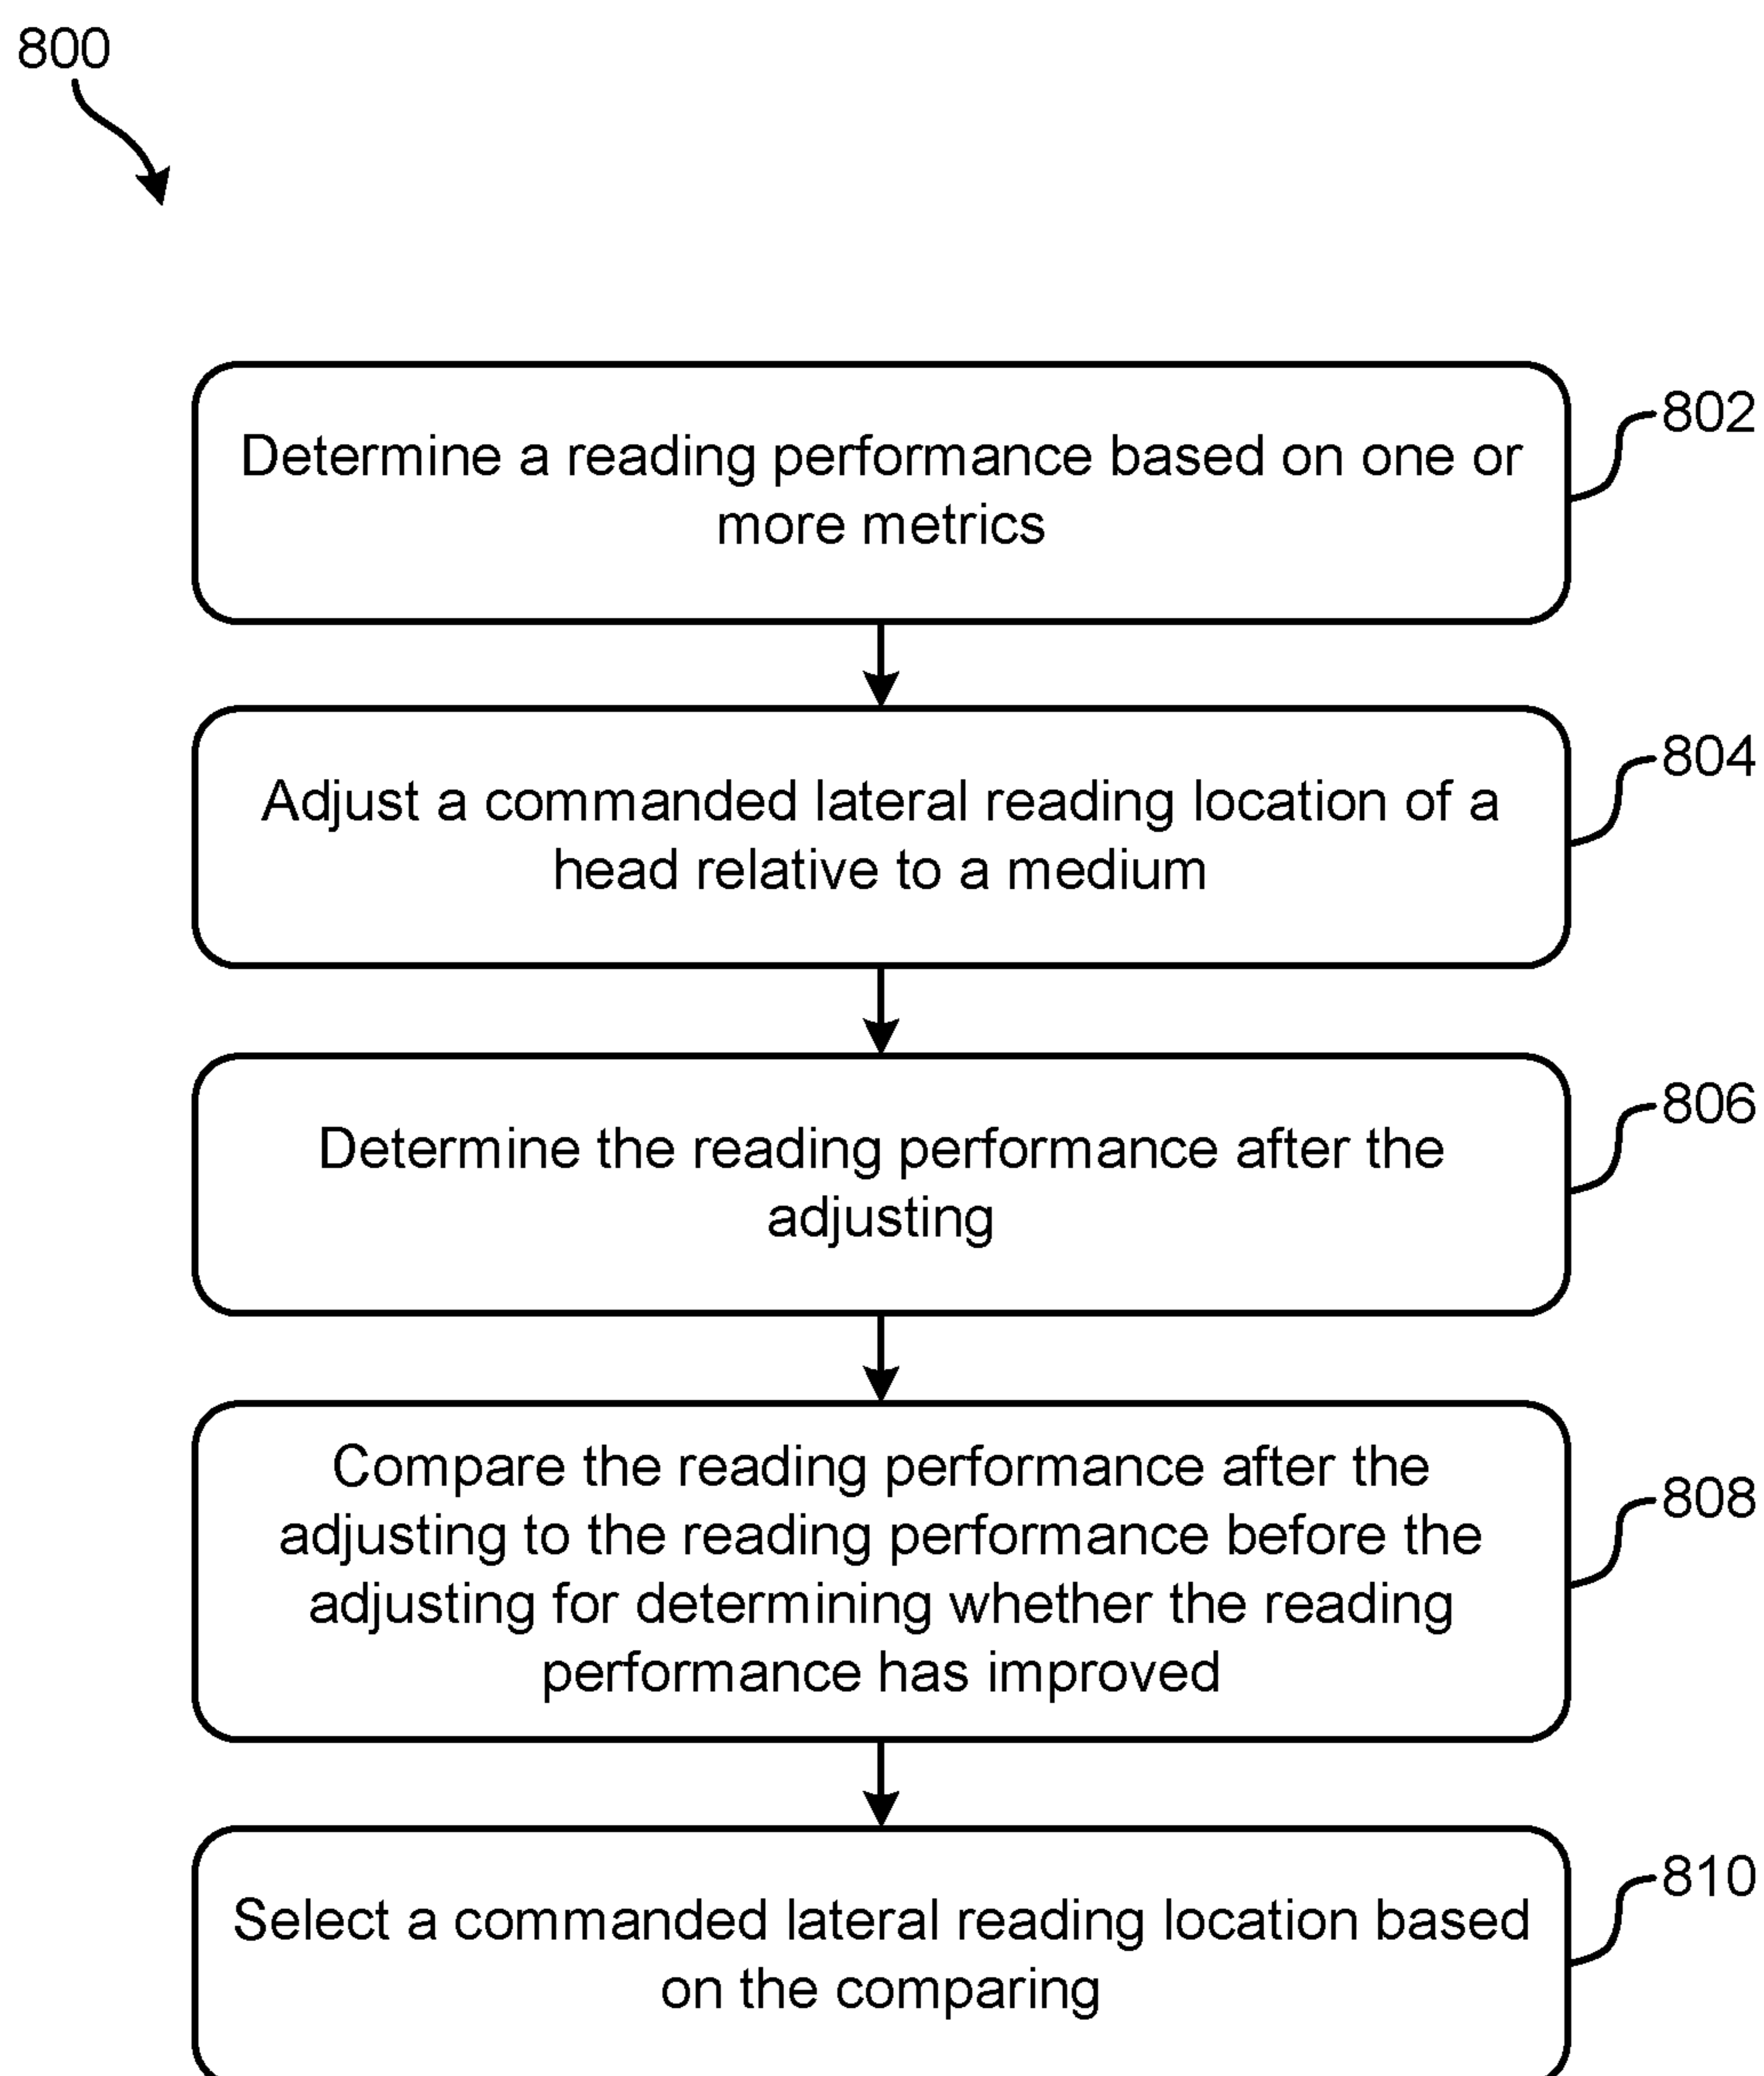 800
Determine a reading performance based on one or
more metrics
802
Adjust a commanded lateral reading location of a
head relative to a medium
804
Determine the reading performance after the
adjusting
806
Compare the reading performance after the
adjusting to the reading performance before the
adjusting for determining whether the reading
performance has improved
808
Select a commanded lateral reading location based
on the comparing
810